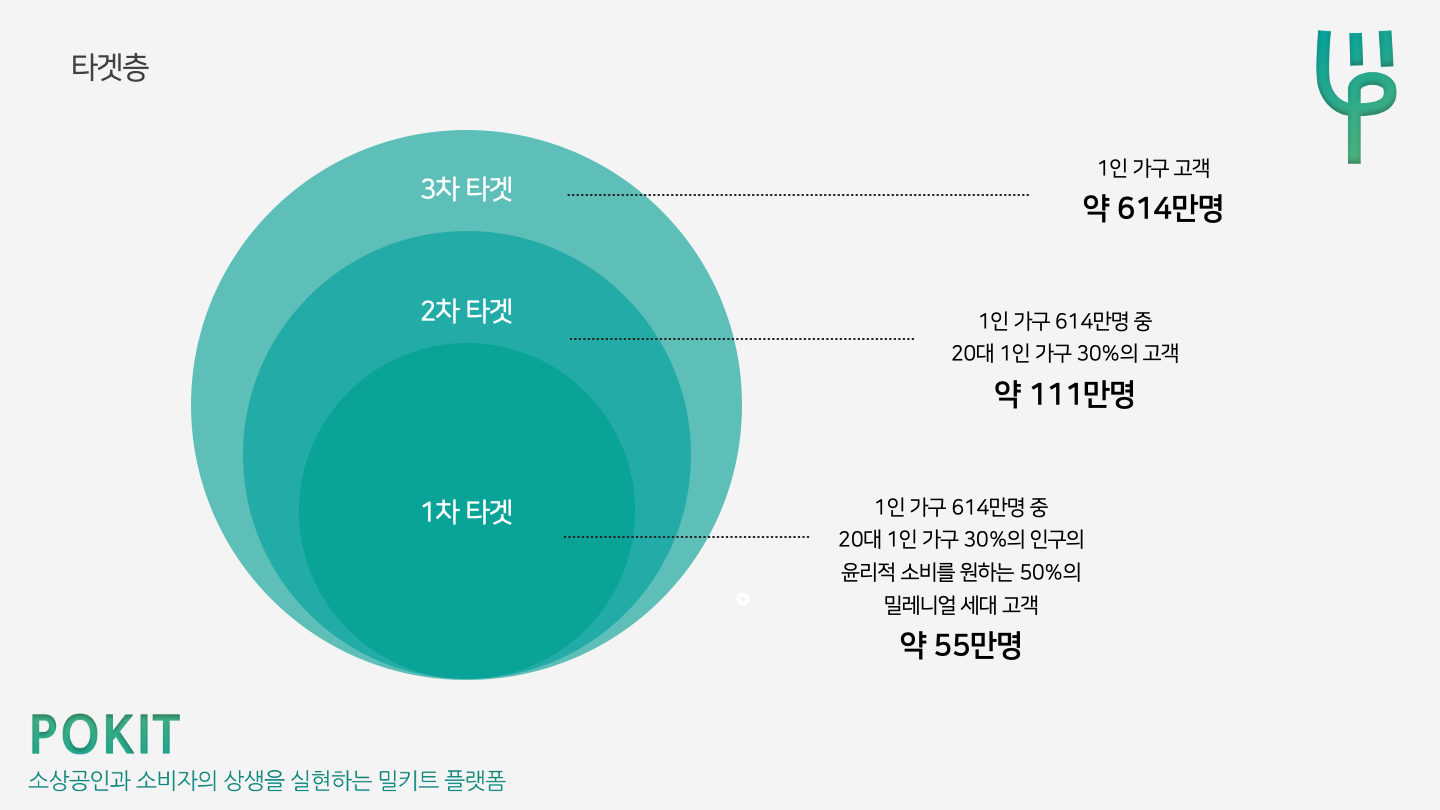 타겟층
3차 타겟
1인 가구 고객
약 614만명
2차 타겟
1인 가구 614만명 중
20대 1인 가구 30%의 고객
약 111만명
1차 타겟
1인 가구 614만명 중
20대 1인 가구 30%의 인구의
윤리적 소비를 원하는 50%의
밀레니얼 세대 고객
약 55만명
POKIT
소상공인과 소비자의 상생을 실현하는 밀키트 플랫폼